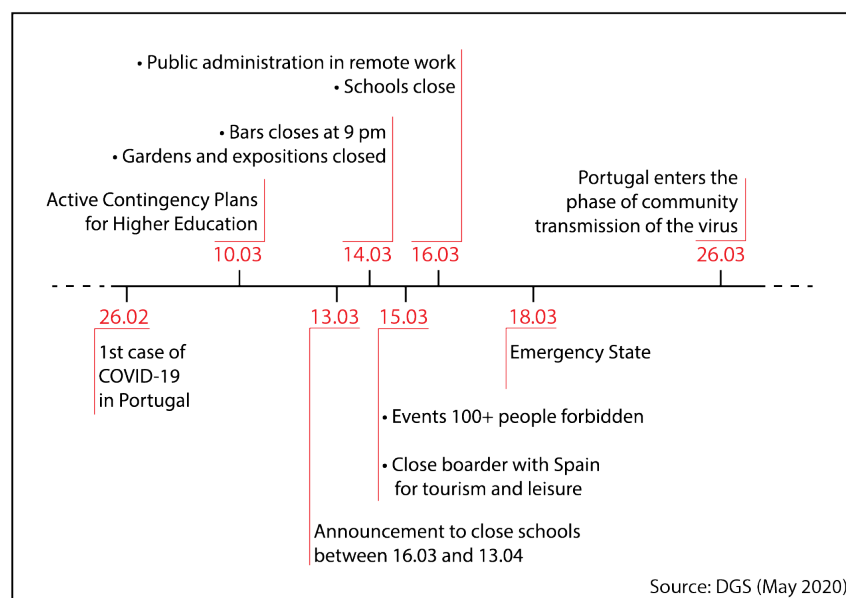 • Public administration in remote work
• Schools close
• Bars closes at 9 pm
• Gardens and expositions closed
Active Contingency Plans
for Higher Education
Portugal enters the
phase of community
transmission of the virus
10.03
14.03
16.03
26.03
26.02
13.03
15.03
18.03
1st case of
COVID-19
in Portugal
Emergency State
• Events 100+ people forbidden
• Close boarder with Spain
for tourism and leisure
Announcement to close schools
between 16.03 and 13.04
Source: DGS (May 2020)